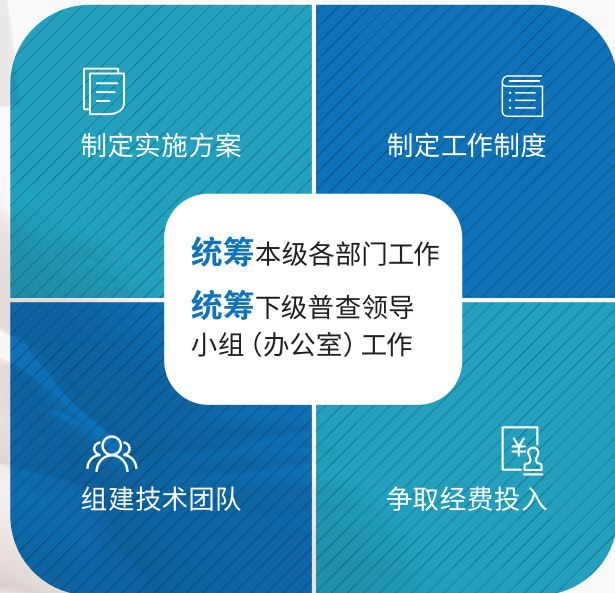 制定实施方案
制定工作制度
统筹本级各部门工作
统筹下级普查领导
小组（办公室）工作
组建技术团队
争取经费投入